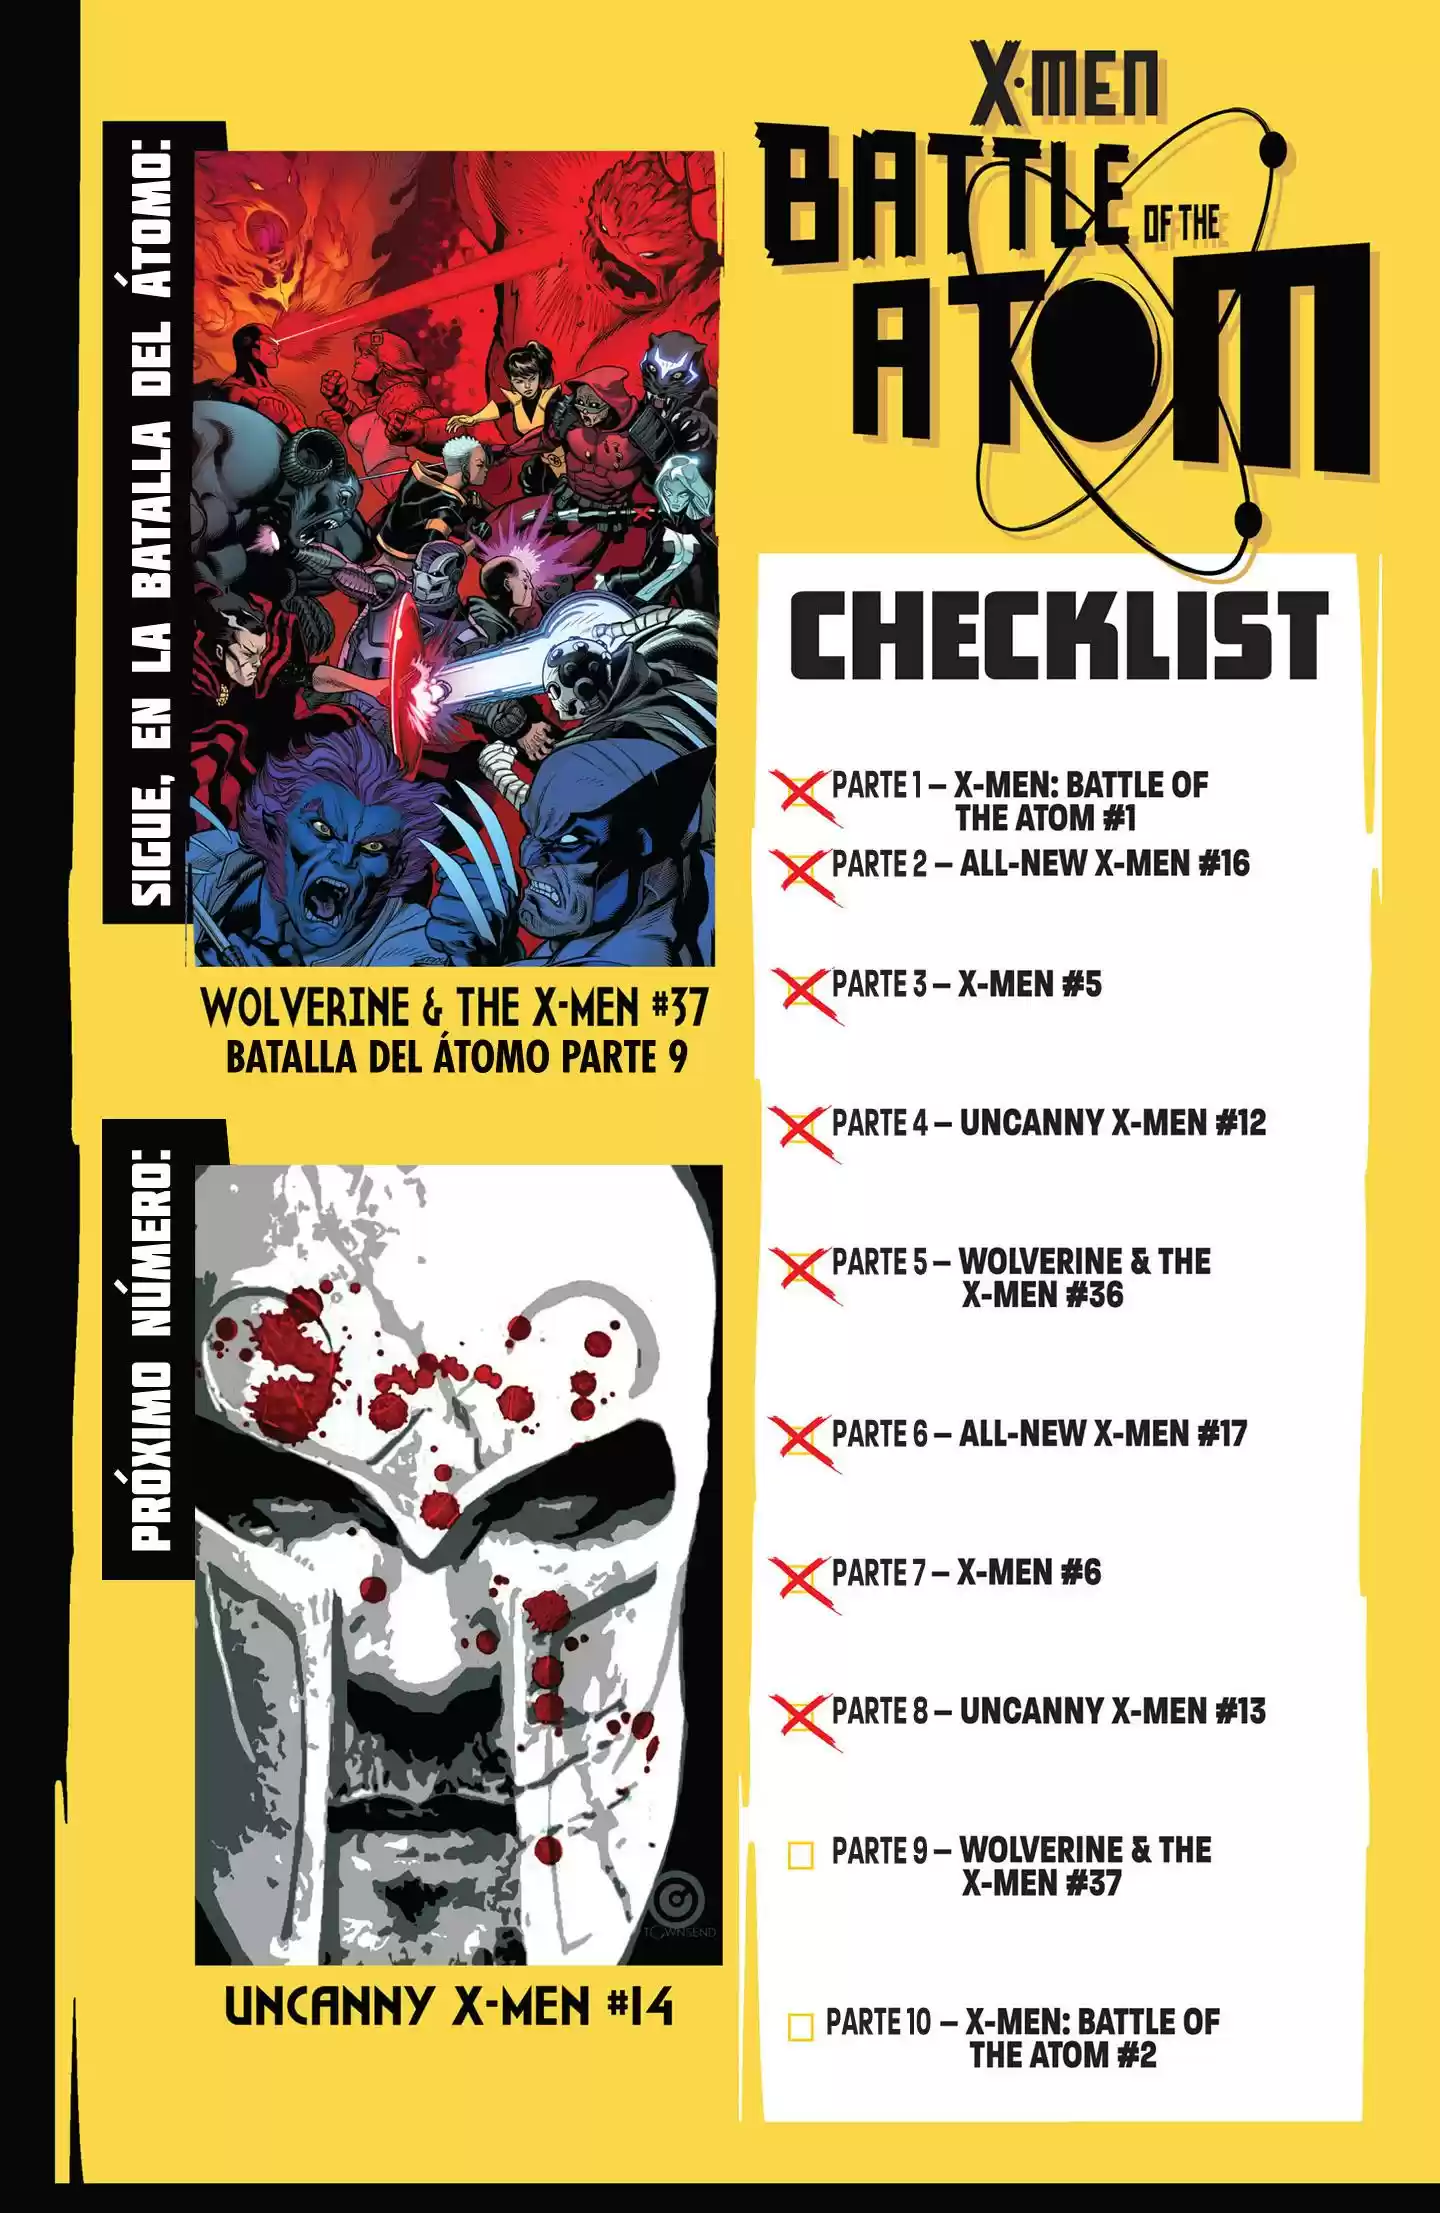 SIGUE, EN LA BATALLA DEL ÁTOMO:
WOLVERINE & THE X-MEN #37
BATALLA DEL ÁTOMO PARTE 9
PRÓXIMO NÚMERO:
TOWNSEND
UNCANNY X-MEN #14
X-MEN
BATTLE OF THE
ATOM
CHECKLIST
PARTE 1 – X-MEN: BATTLE OF
THE ATOM #1
PARTE 2 – ALL-NEW X-MEN #16
PARTE 3 – X-MEN #5
PARTE 4 – UNCANNY X-MEN #12
PARTE 5 – WOLVERINE & THE
X-MEN #36
PARTE 6 – ALL-NEW X-MEN #17
PARTE 7 – X-MEN #6
PARTE 8 – UNCANNY X-MEN #13
PARTE 9 – WOLVERINE & THE
X-MEN #37
PARTE 10 – X-MEN: BATTLE OF
THE ATOM #2